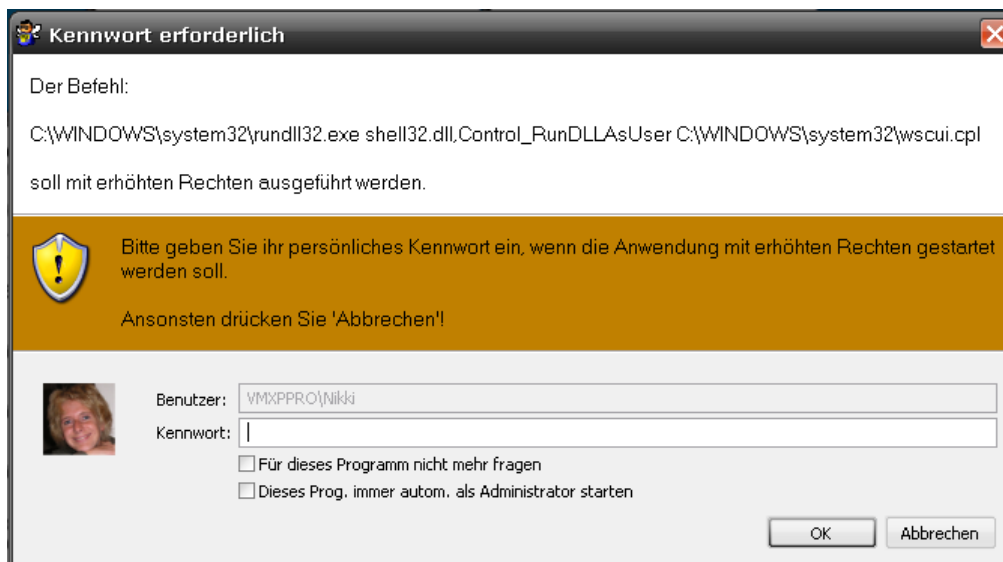 Kennwort erforderlich
Der Befehl:
C:\WINDOWS\system32\rundll32.exe shell32.dll,Control_RunDLLAsUser C:\WINDOWS\system32\wscui.cpl
soll mit erhöhten Rechten ausgeführt werden.
Bitte geben Sie ihr persönliches Kennwort ein, wenn die Anwendung mit erhöhten Rechten gestartet
werden soll.
Ansonsten drücken Sie 'Abbrechen'!
Benutzer: VMXPPRO\Nikki
Kennwort:
Für dieses Programm nicht mehr fragen
Dieses Prog. immer autom. als Administrator starten
OK Abbrechen